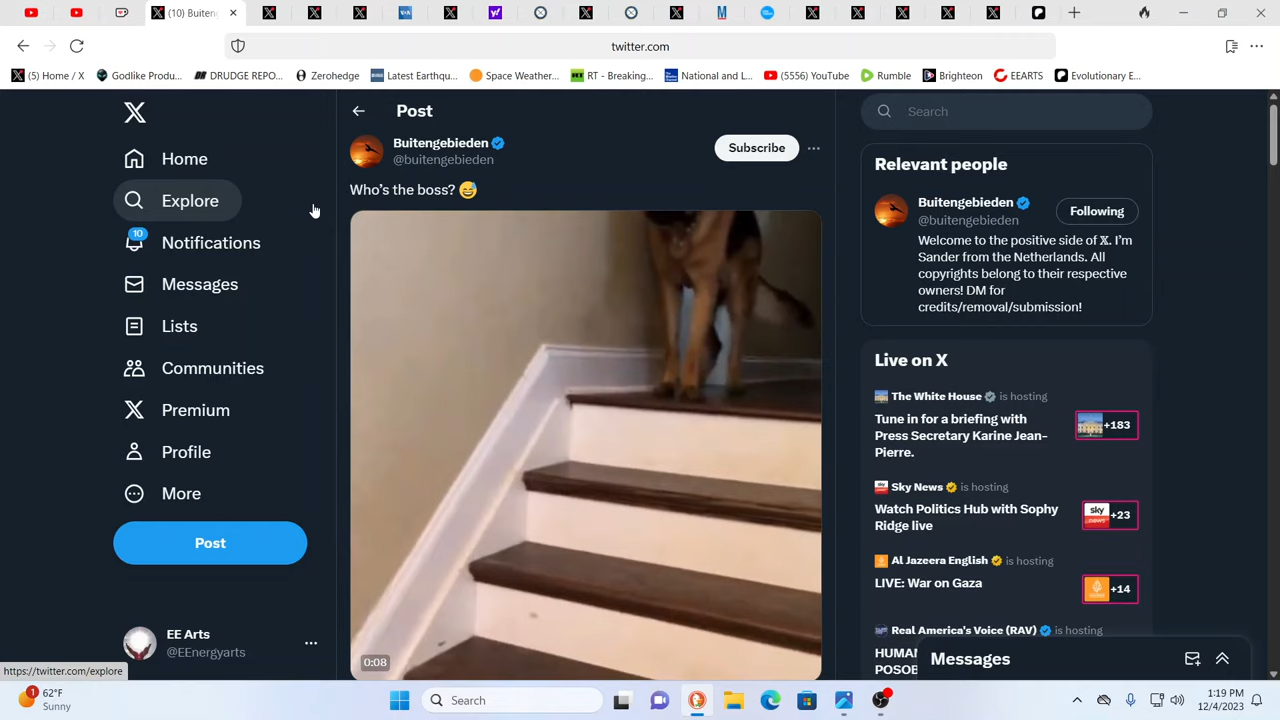 (10) Buiten
twitter.com
(5) Home / X
Godlike Produ...
DRUDGE REPO...
Zerohedge
Latest Earthqu...
Space Weather...
RT - Breaking...
National and L...
(5556) YouTube
Rumble
Brighteon
EEARTS
Evolutionary E...
Home
Explore
10
Notifications
Messages
Lists
Communities
Premium
Profile
More
Post
EE Arts
@EEnergyarts
https://twitter.com/explore
Post
Buitengebieden
@buitengebieden
Subscribe
Who's the boss? 😅
0:08
Search
Relevant people
Buitengebieden
@buitengebieden
Following
Welcome to the positive side of 𝕏. I'm
Sander from the Netherlands. All
copyrights belong to their respective
owners! DM for
credits/removal/submission!
Live on X
The White House is hosting
Tune in for a briefing with
Press Secretary Karine Jean-
Pierre.
+183
Sky News is hosting
Watch Politics Hub with Sophy
Ridge live
sky
+23
Al Jazeera English is hosting
LIVE: War on Gaza
+14
Real America's Voice (RAV) is hosting
HUMAN
POSOB
Messages
1
62°F
Sunny
Search
1:19 PM
12/4/2023